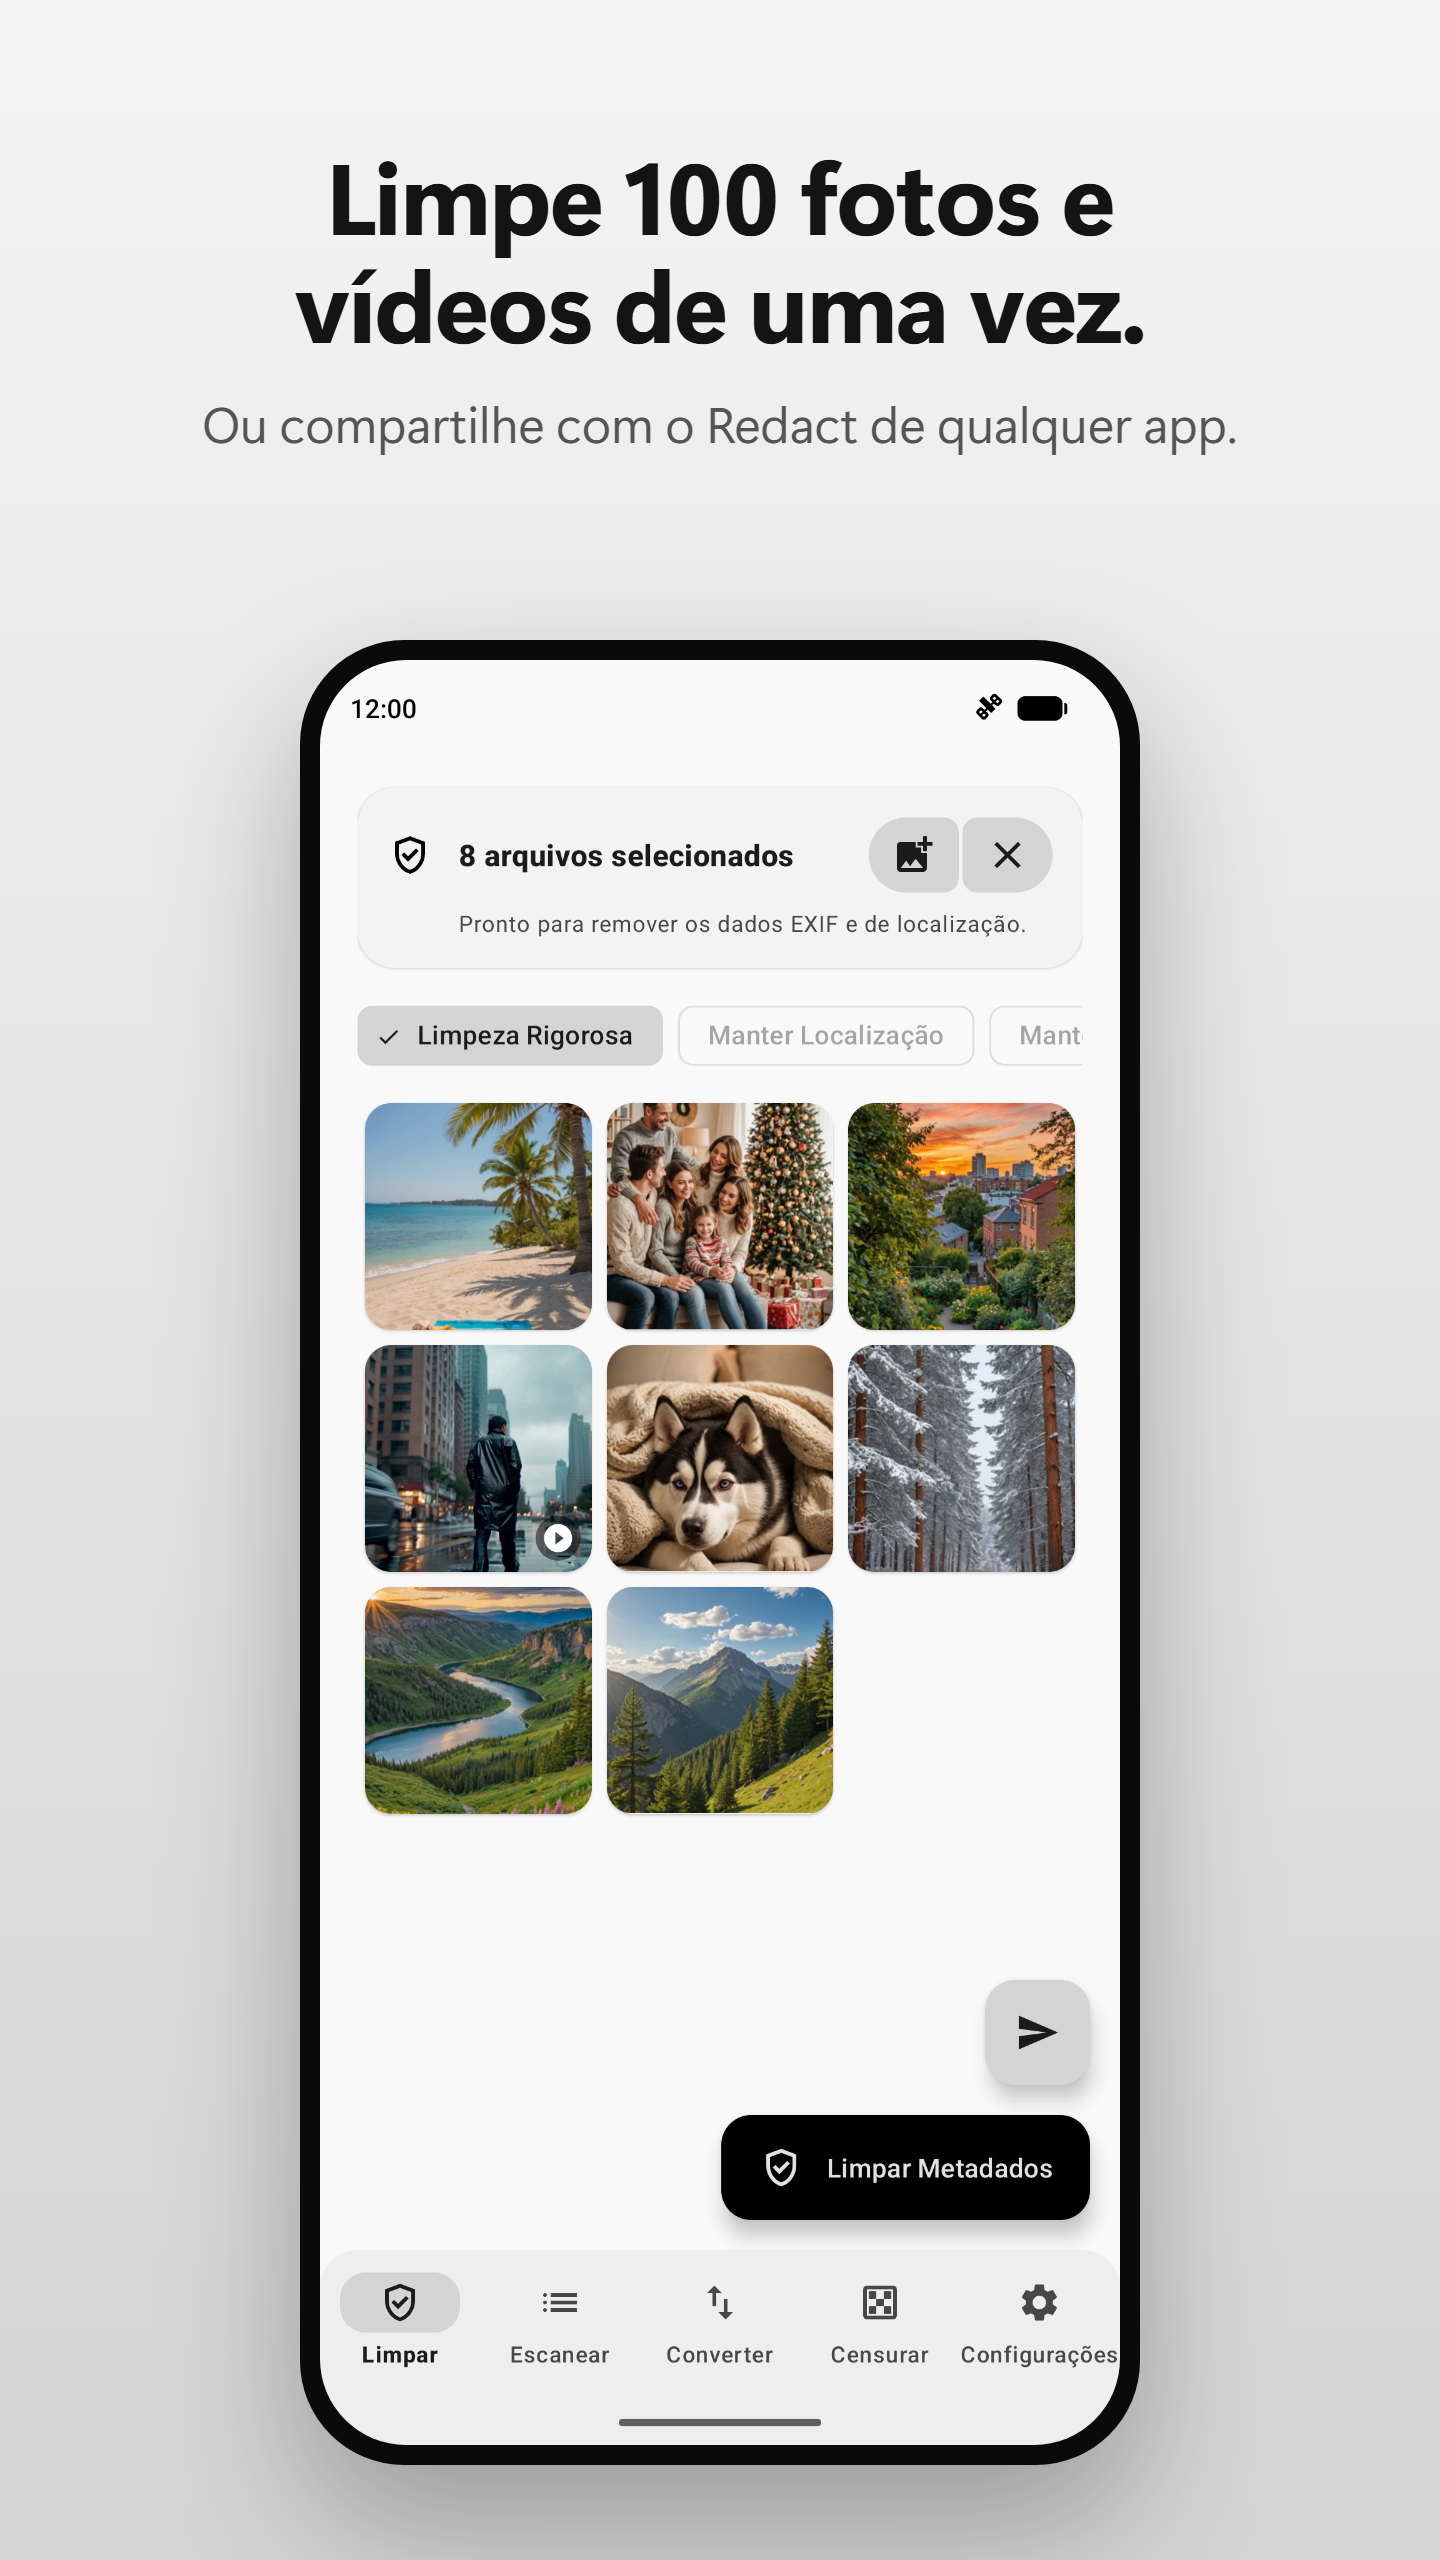 Limpe 100 fotos e
vídeos de uma vez.
Ou compartilhe com o Redact de qualquer app.
12:00
8 arquivos selecionados
Pronto para remover os dados EXIF e de localização.
Limpeza Rigorosa
Manter Localização
Limpar Metadados
Limpar
Escanear
Converter
Censurar
Configurações